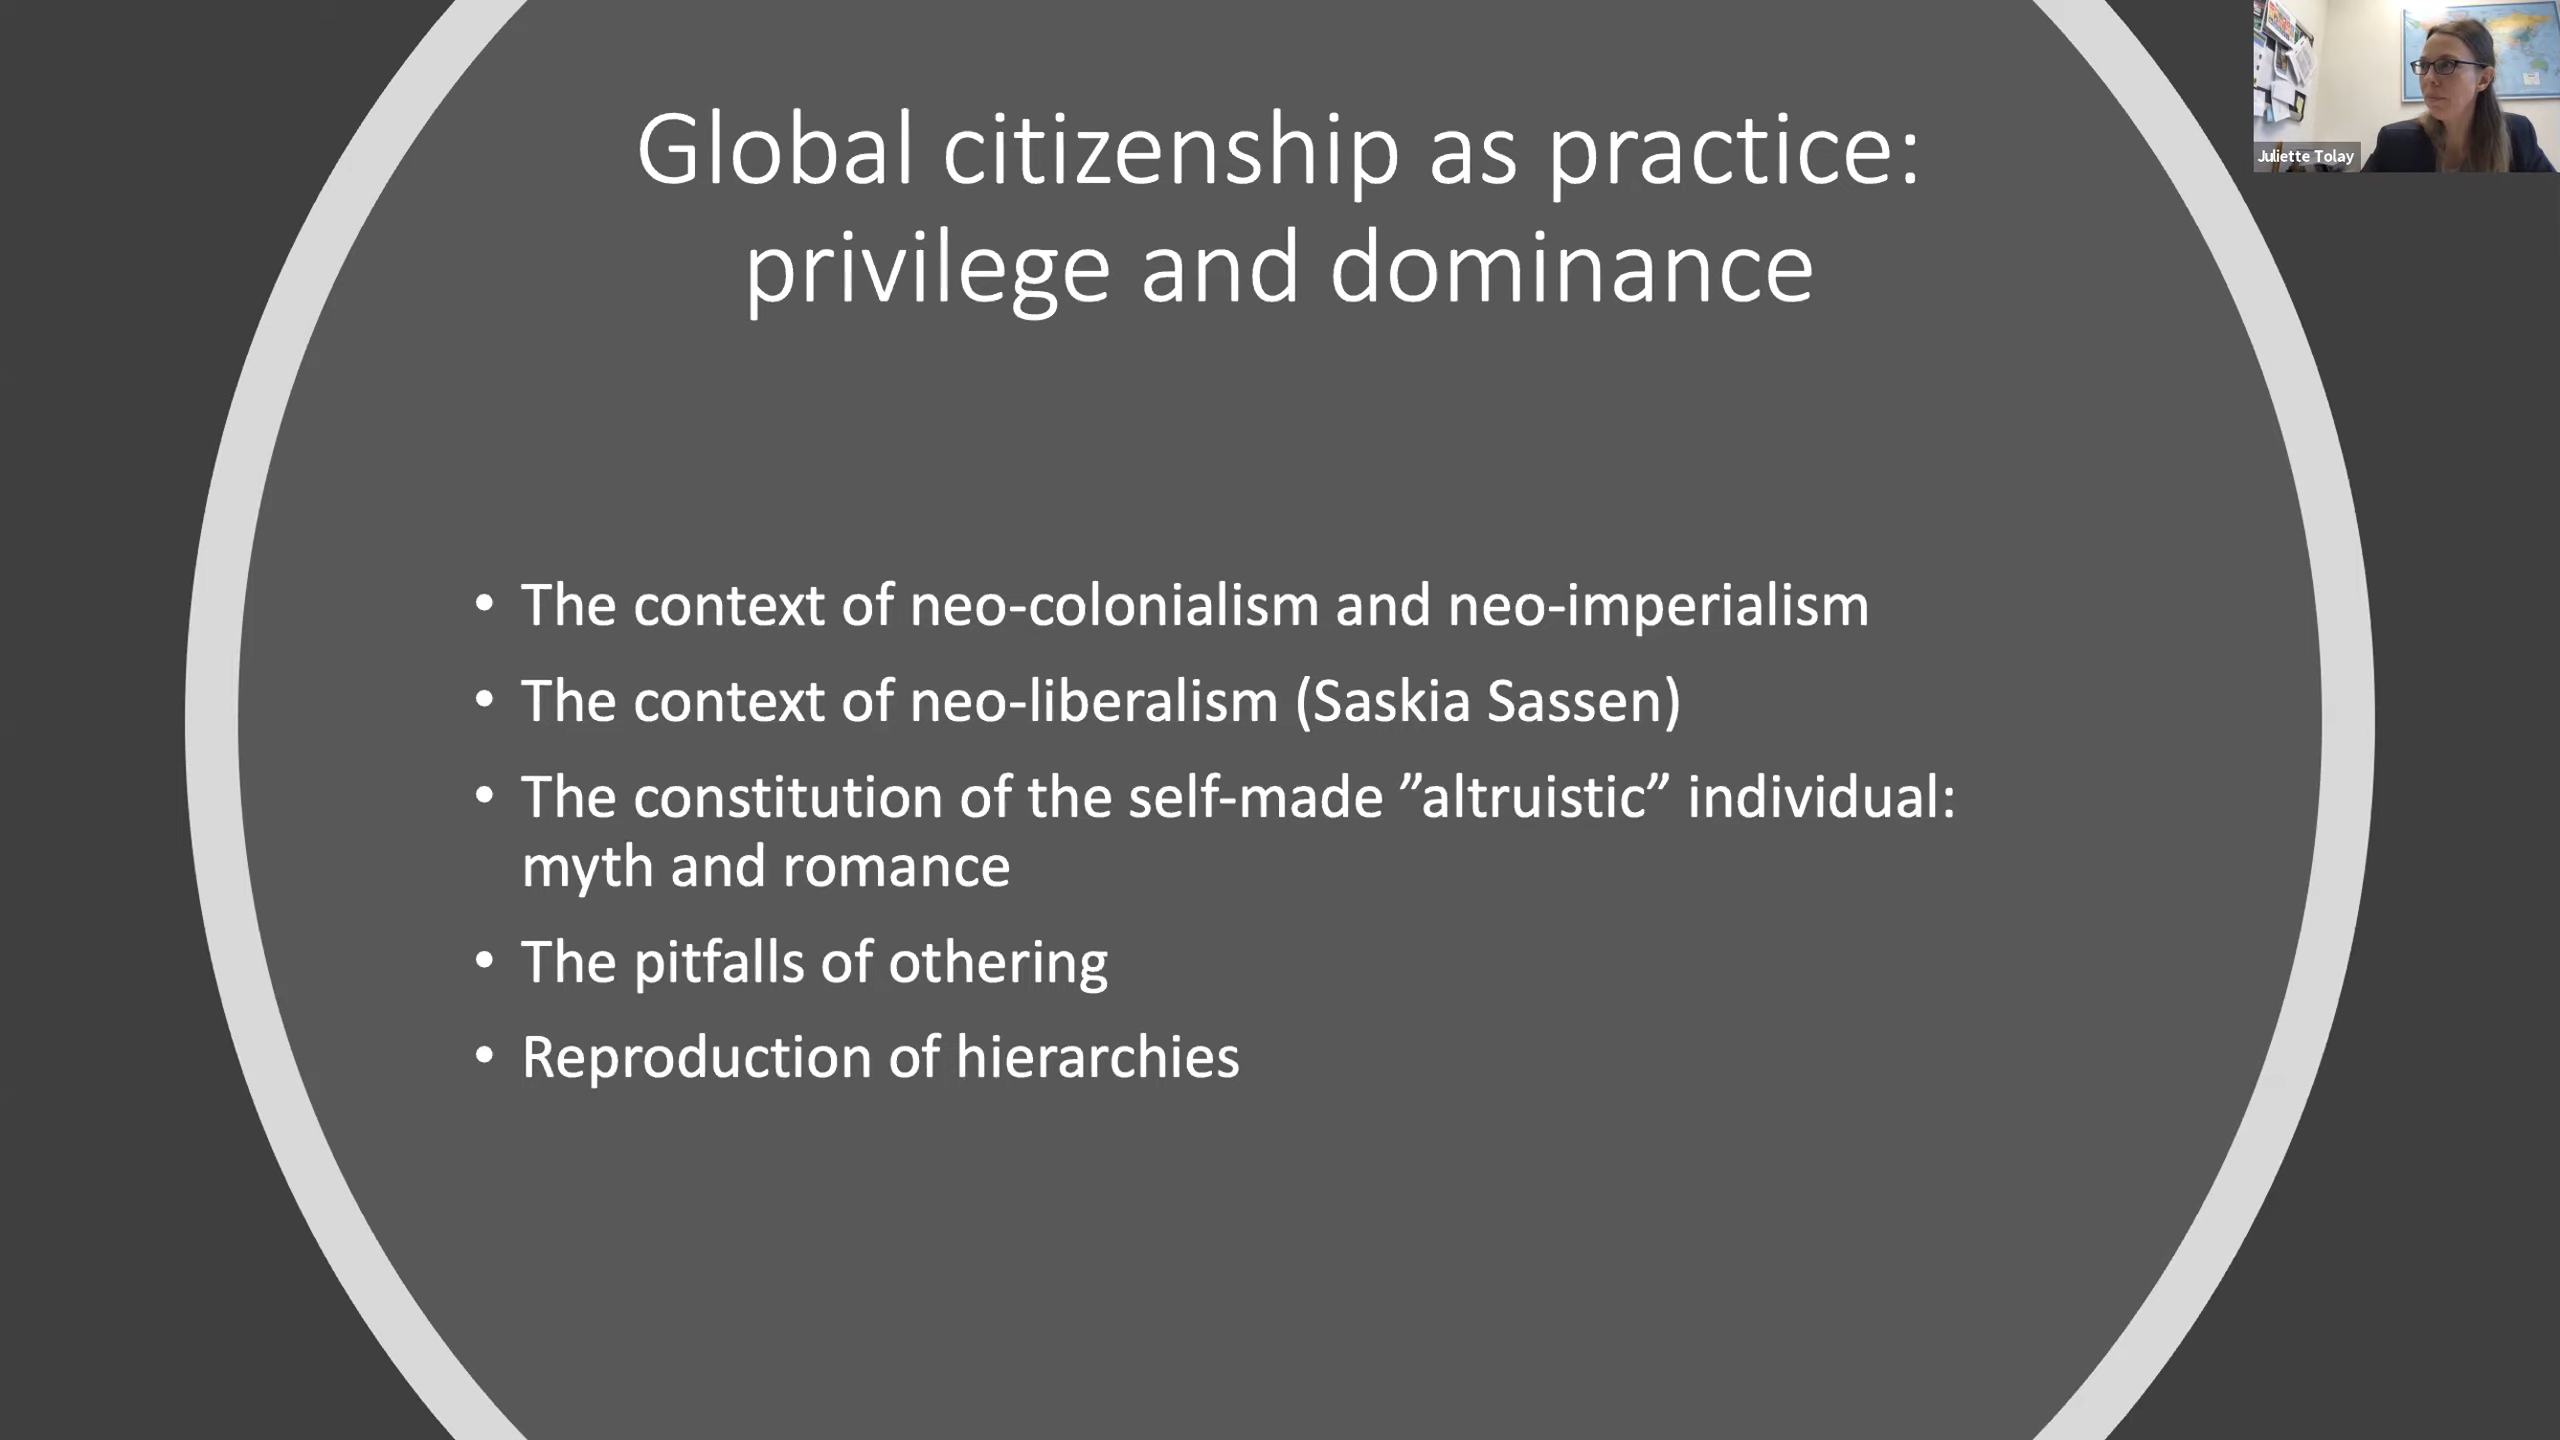 Global citizenship as practice:
privilege and dominance
• The context of neo-colonialism and neo-imperialism
• The context of neo-liberalism (Saskia Sassen)
• The constitution of the self-made ”altruistic” individual:
myth and romance
• The pitfalls of othering
• Reproduction of hierarchies
Juliette Tolay